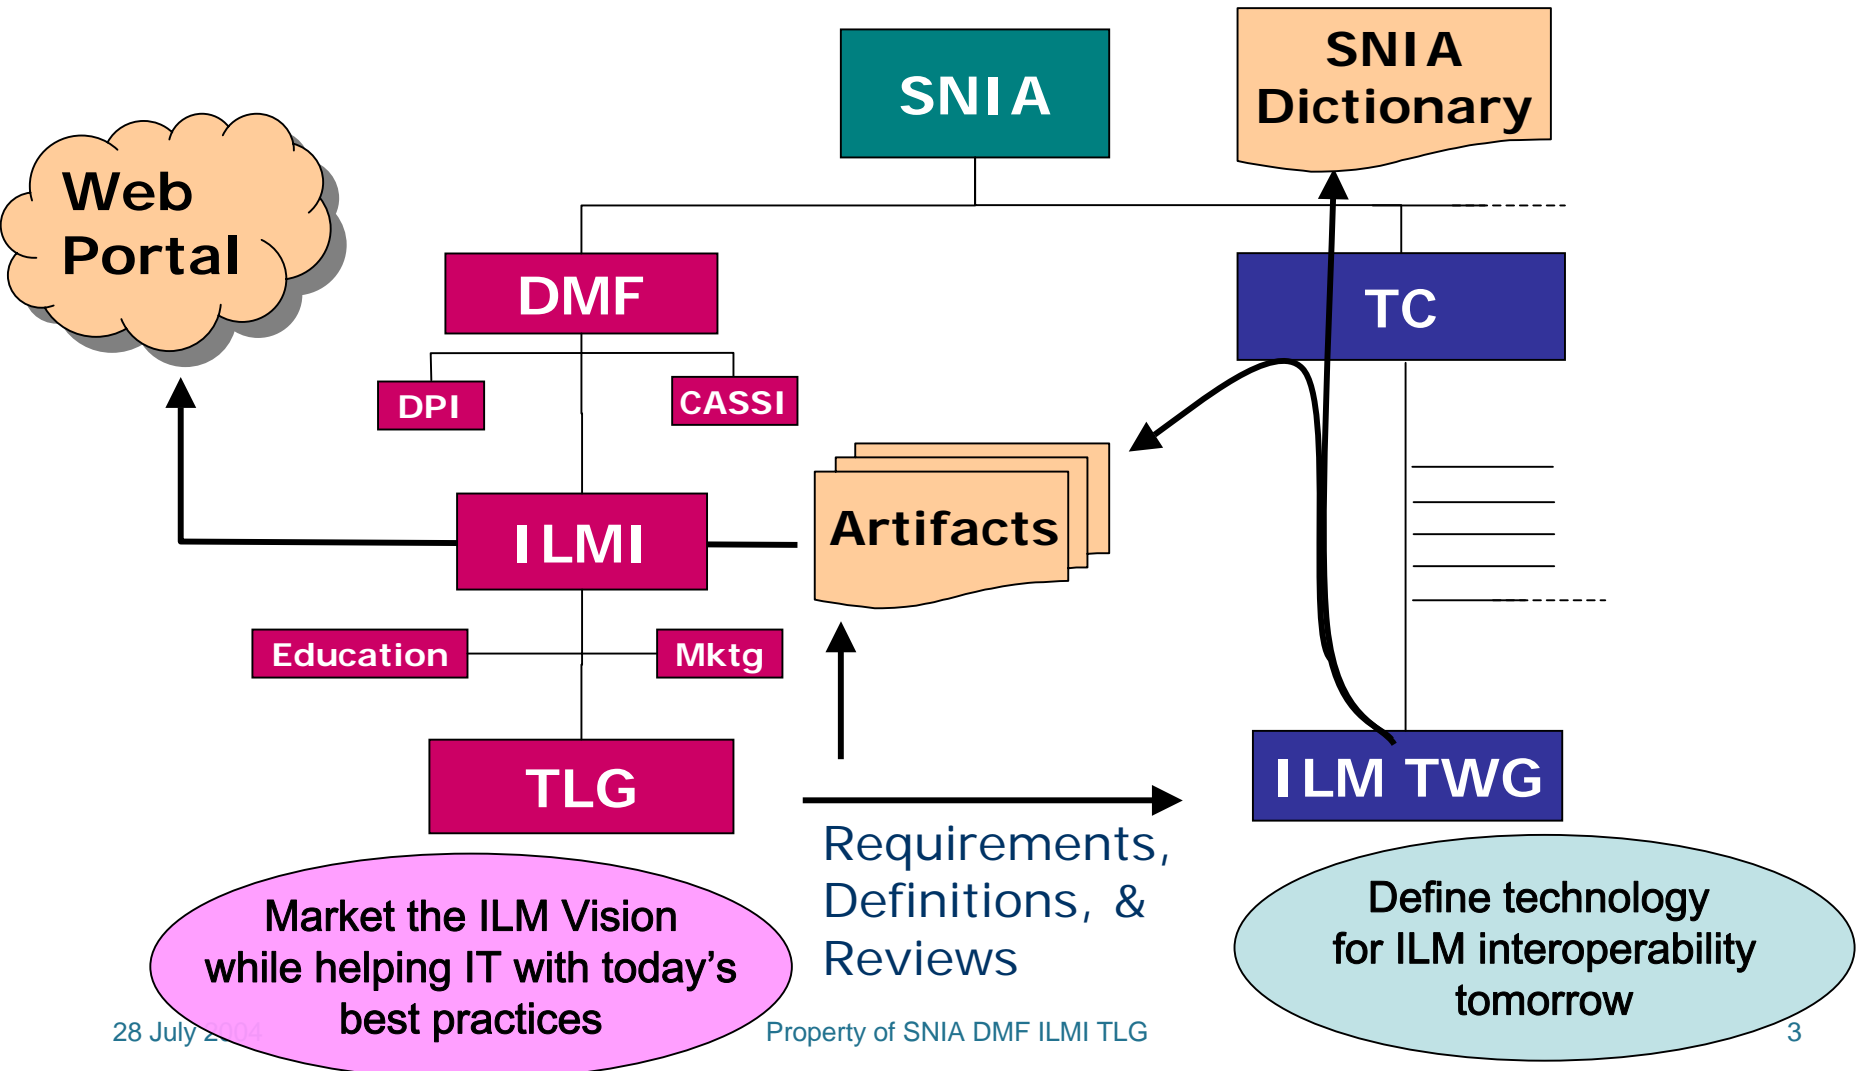 SNIA
SNIA
Dictionary
Web
Portal
DMF
TC
DPI
CASSI
ILMI
Artifacts
Education
Mktg
TLG
ILM TWG
Requirements,
Definitions, &
Reviews
Market the ILM Vision
while helping IT with today's
best practices
Define technology
for ILM interoperability
tomorrow
28 July 2004
Property of SNIA DMF ILMI TLG
3